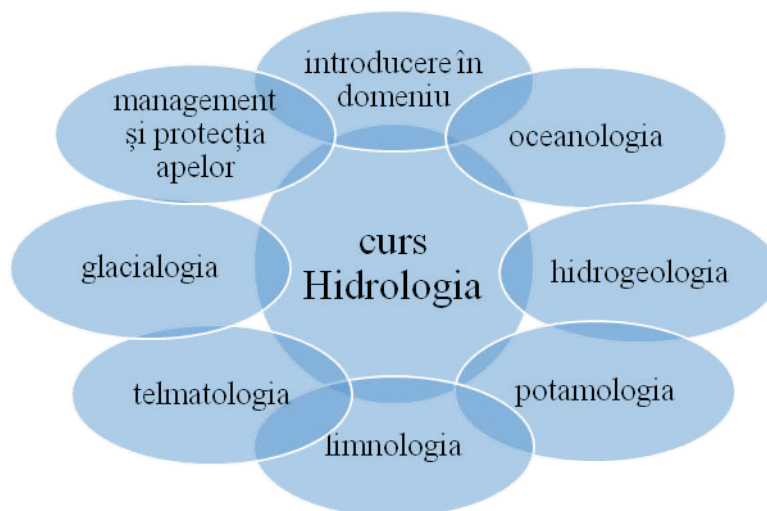 introducere în
domeniu
oceanologia
hidrogeologia
potamologia
limnologia
telmatologia
glacialogia
management
și protecția
apelor
curs
Hidrologia